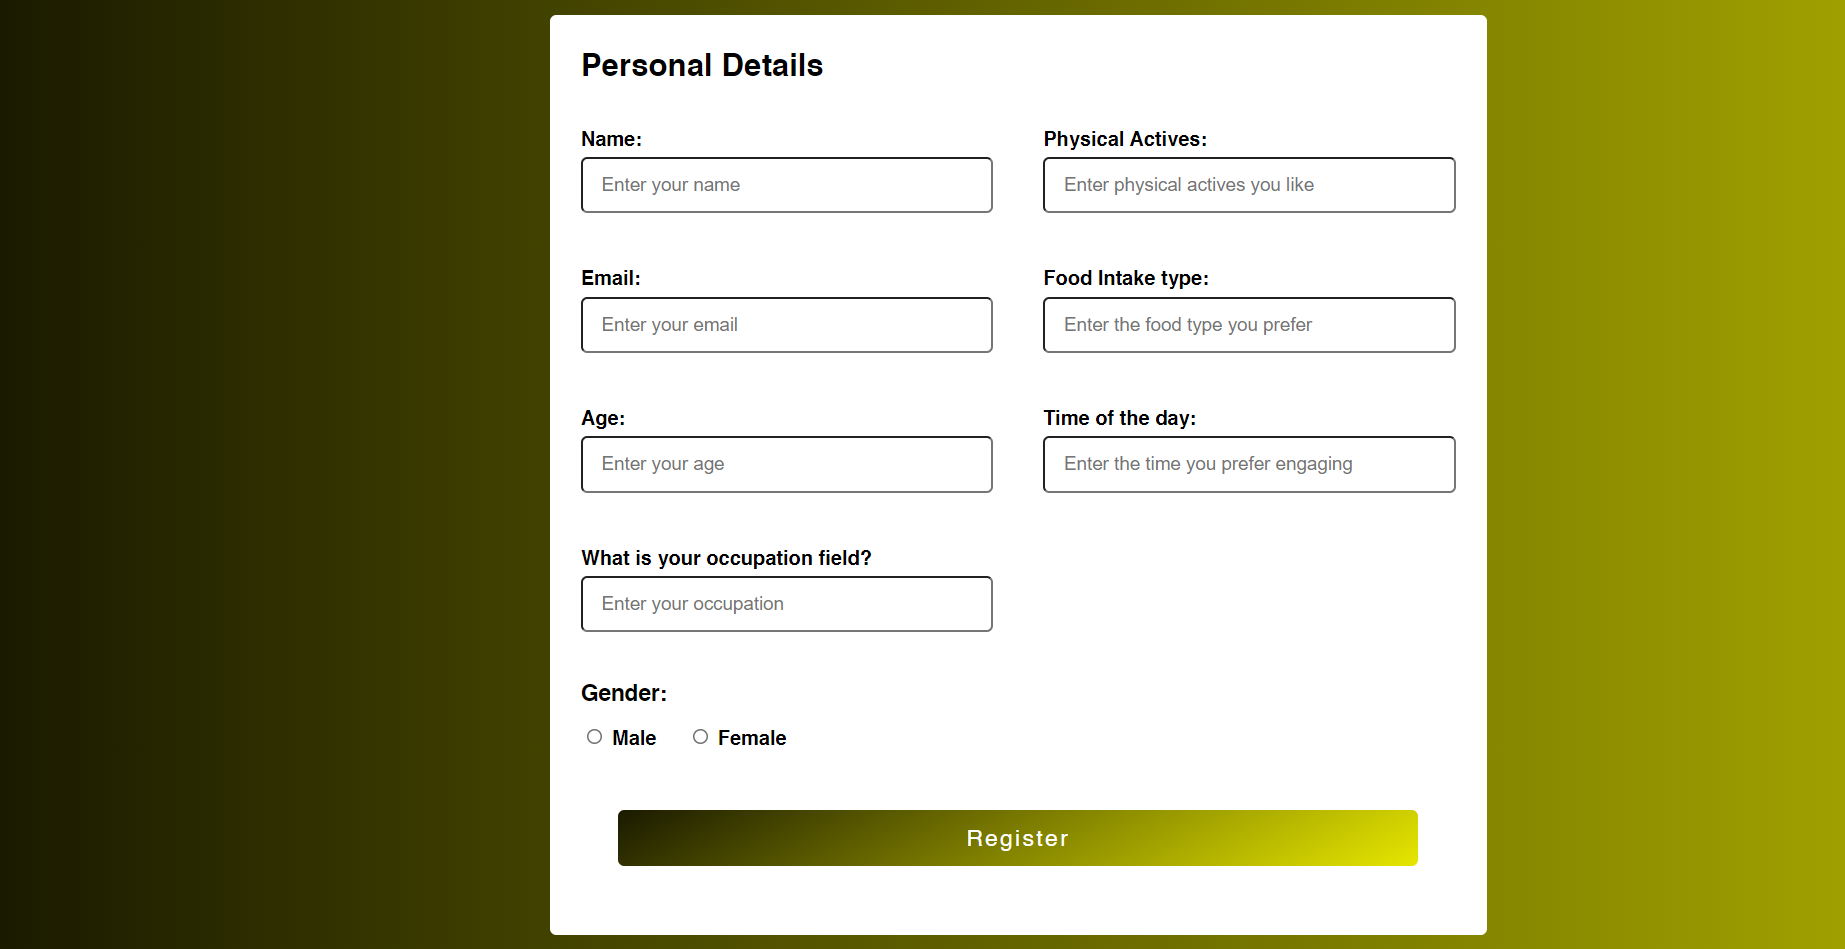 Personal Details
Name:
Enter your name
Physical Actives:
Enter physical actives you like
Email:
Enter your email
Food Intake type:
Enter the food type you prefer
Age:
Enter your age
Time of the day:
Enter the time you prefer engaging
What is your occupation field?
Enter your occupation
Gender:
Male Female
Register